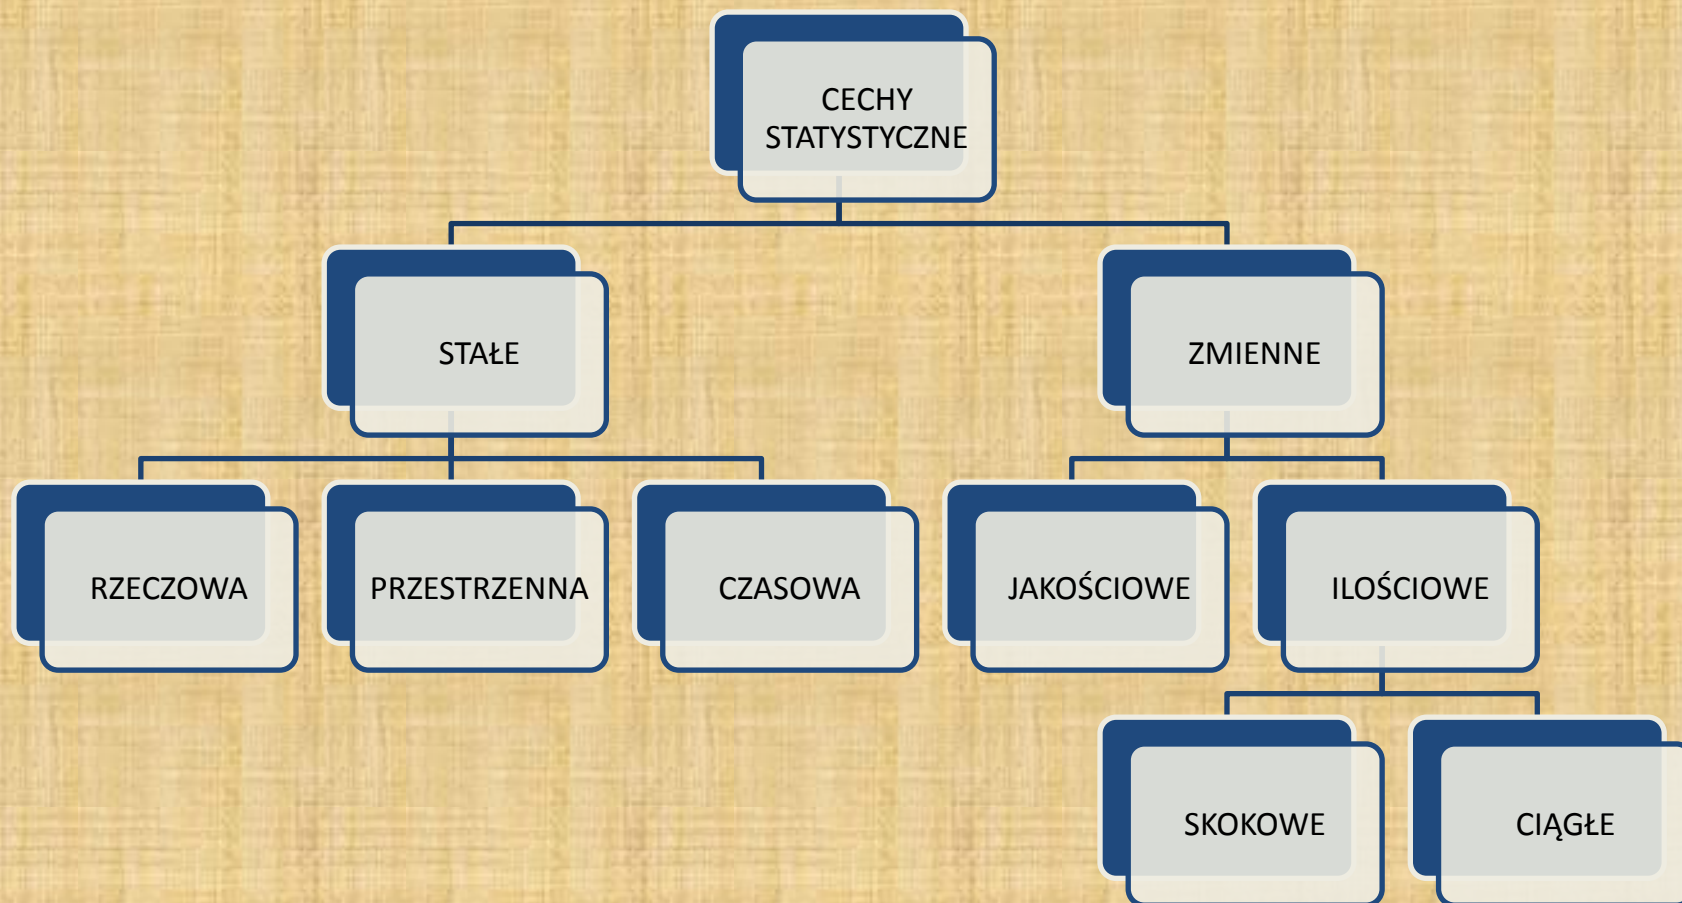 CECHY
STATYSTYCZNE
STAŁE
ZMIENNE
RZECZOWA
PRZESTRZENNA
CZASOWA
JAKOŚCIOWE
ILOŚCIOWE
SKOKOWE
CIĄGŁE